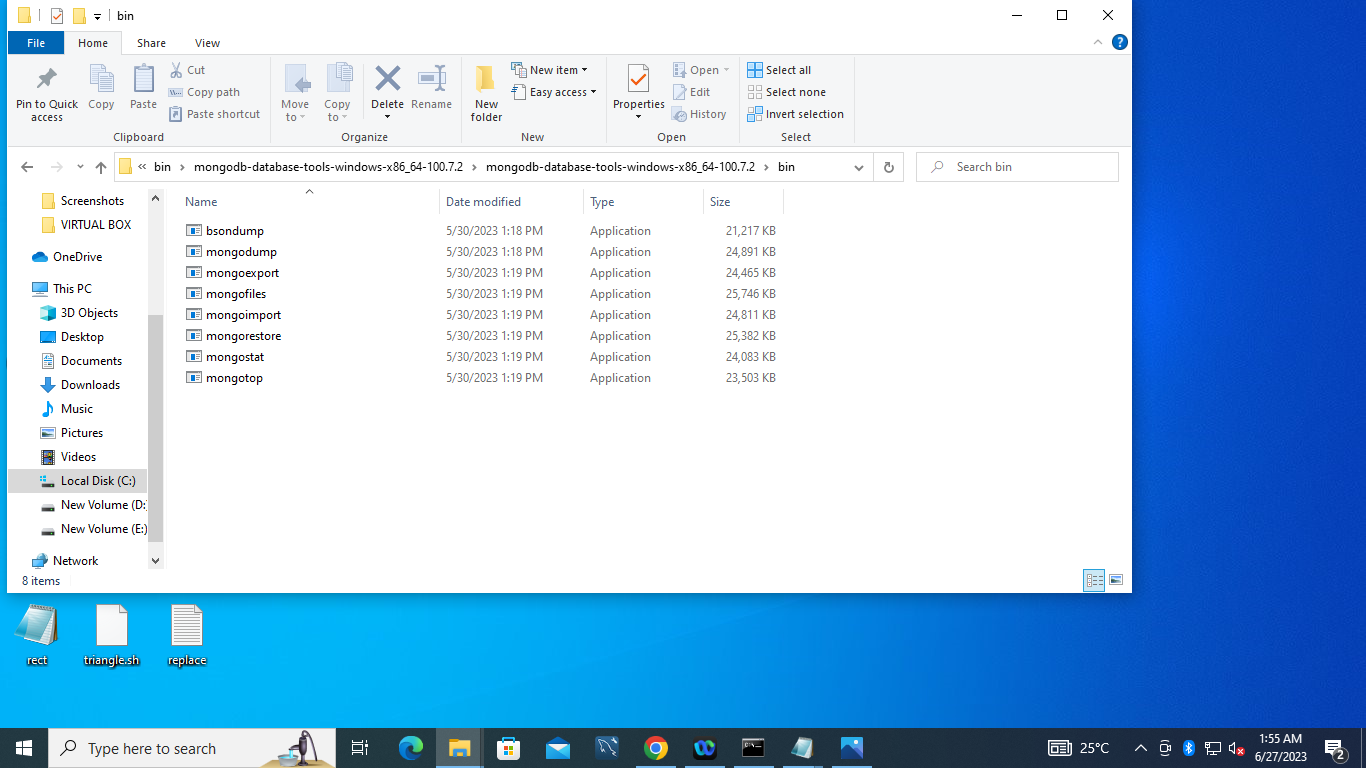 bin
File Home Share View
Pin to Quick access
Copy
Paste
Cut
Copy path
Paste shortcut
Clipboard
Move to
Copy to
Delete
Rename
Organize
New folder
New item
Easy access
New
Properties
Open
Edit
History
Open
Select all
Select none
Invert selection
Select
« bin > mongodb-database-tools-windows-x86_64-100.7.2 > mongodb-database-tools-windows-x86_64-100.7.2 > bin
Search bin
Screenshots
VIRTUAL BOX
OneDrive
This PC
3D Objects
Desktop
Documents
Downloads
Music
Pictures
Videos
Local Disk (C:)
New Volume (D:
New Volume (E:)
Network
Name Date modified Type Size
bsondump 5/30/2023 1:18 PM Application 21,217 KB
mongodump 5/30/2023 1:18 PM Application 24,891 KB
mongoexport 5/30/2023 1:19 PM Application 24,465 KB
mongofiles 5/30/2023 1:19 PM Application 25,746 KB
mongoimport 5/30/2023 1:19 PM Application 24,811 KB
mongorestore 5/30/2023 1:19 PM Application 25,382 KB
mongostat 5/30/2023 1:19 PM Application 24,083 KB
mongotop 5/30/2023 1:19 PM Application 23,503 KB
8 items
rect
triangle.sh
replace
Type here to search
25°C
1:55 AM
6/27/2023
2